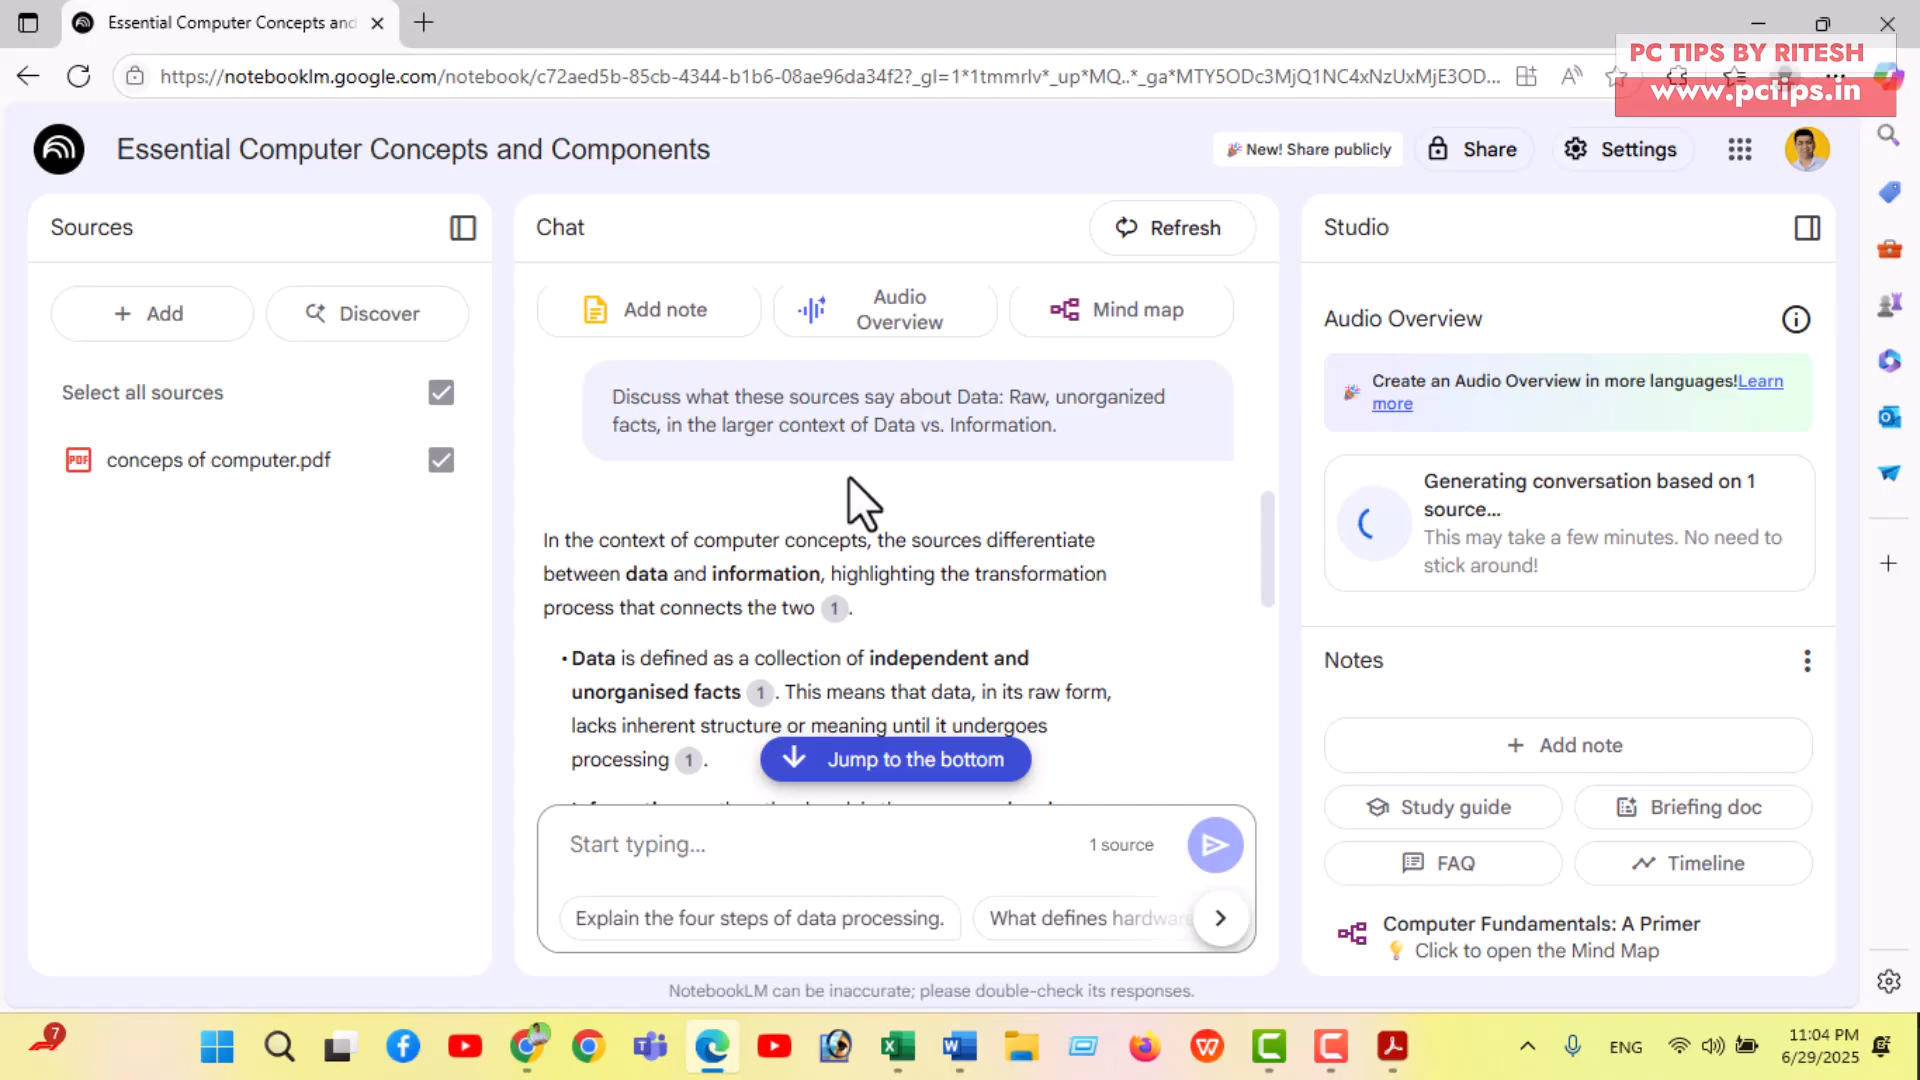 Essential Computer Concepts and
PC TIPS BY RITESH
www.pctips.in
https://notebooklm.google.com/notebook/c72aed5b-85cb-4344-b1b6-08ae96da34f2?_gl=1*1tmmrlv*_up*MQ..*_ga*MTY5ODc3MjQ1NC4xNzUxMjE3OD...
Essential Computer Concepts and Components
New! Share publicly
Share
Settings
Sources
Add
Discover
Select all sources
PDF
conceps of computer.pdf
Chat
Refresh
Add note
Audio
Overview
Mind map
Discuss what these sources say about Data: Raw, unorganized
facts, in the larger context of Data vs. Information.
In the context of computer concepts, the sources differentiate
between data and information, highlighting the transformation
process that connects the two 1.
• Data is defined as a collection of independent and
unorganised facts 1. This means that data, in its raw form,
lacks inherent structure or meaning until it undergoes
processing 1.
Jump to the bottom
Start typing...
1 source
Explain the four steps of data processing.
What defines hardwar
Studio
Audio Overview
Create an Audio Overview in more languages!Learn
more
Generating conversation based on 1
source...
This may take a few minutes. No need to
stick around!
Notes
Add note
Study guide
Briefing doc
FAQ
Timeline
Computer Fundamentals: A Primer
Click to open the Mind Map
NotebookLM can be inaccurate; please double-check its responses.
7
ENG
11:04 PM
6/29/2025